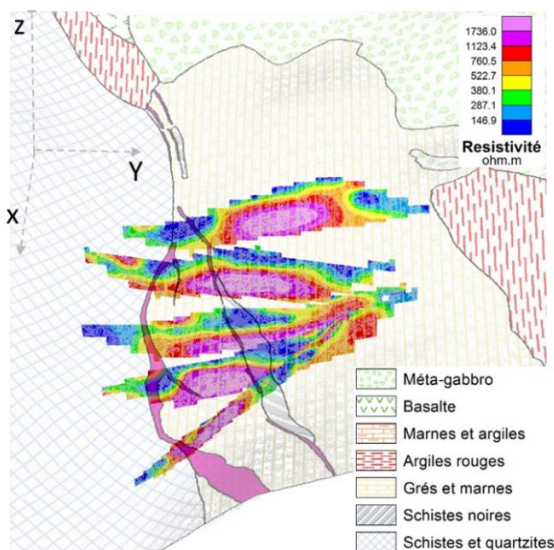 Z
Y
X
1736.0
1123.4
760.5
522.7
380.1
287.1
146.9
Resistivité
ohm.m
Méta-gabbro
Basalte
Marnes et argiles
Argiles rouges
Grés et marnes
Schistes noires
Schistes et quartzites